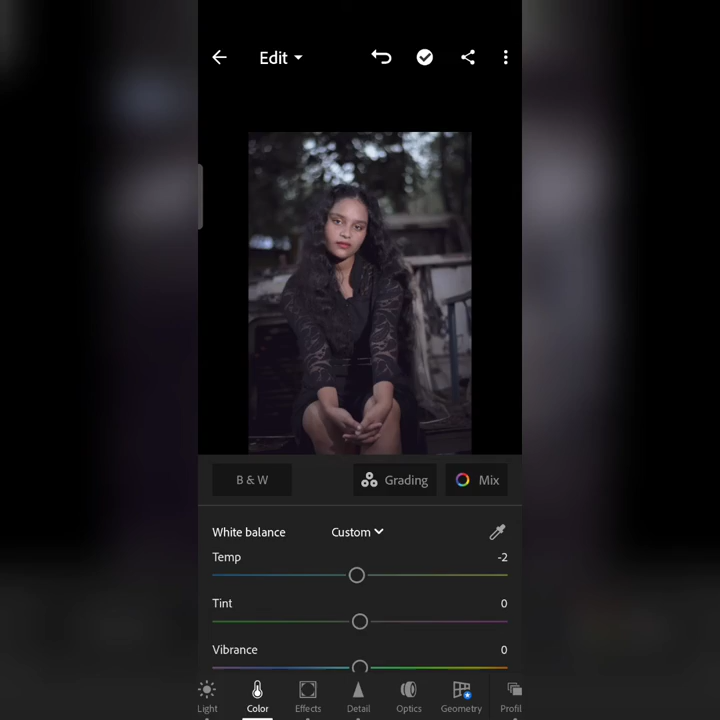 Edit
B & W
Grading
Mix
White balance
Custom
Temp
-2
Tint
0
Vibrance
0
Light
Color
Effects
Detail
Optics
Geometry
Profil